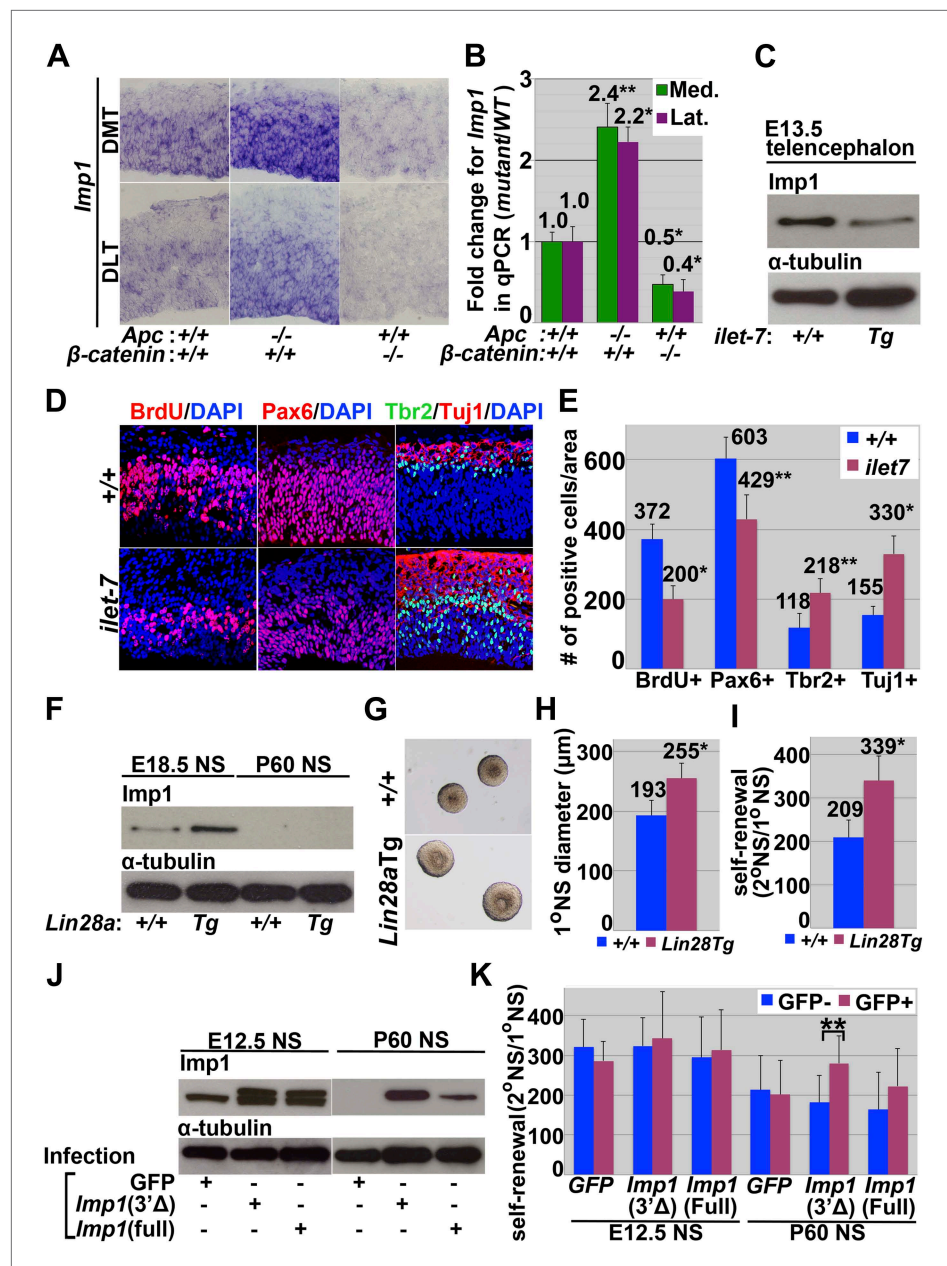 A
Imp1
DMT
DLT
Apc : +/+ -/- +/+
β-catenin: +/+ +/+ -/-
B
Fold change for Imp1
in qPCR (mutant/WT)
3
2
1
0
Med.
Lat.
1.0 1.0
2.4** 2.2*
0.5* 0.4*
Apc : +/+ -/- +/+
β-catenin: +/+ +/+ -/-
C
E13.5
telencephalon
Imp1
α-tubulin
ilet-7: +/+ Tg
D
BrdU/DAPI Pax6/DAPI Tbr2/Tuj1/DAPI
+/+
ilet-7
E
# of positive cells/area
600
400
200
0
+/+
ilet7
372 200*
603 429**
118 218**
155 330*
BrdU+ Pax6+ Tbr2+ Tuj1+
F
E18.5 NS P60 NS
Imp1
α-tubulin
Lin28a: +/+ Tg +/+ Tg
G
+/+
Lin28aTg
H
1°NS diameter (μm)
300
200
100
0
193 255*
+/+ Lin28Tg
I
self-renewal
(2°NS/1°NS)
400
300
200
100
0
209 339*
+/+ Lin28Tg
J
E12.5 NS P60 NS
Imp1
α-tubulin
Infection
GFP + - - + - -
Imp1(3'Δ) - + - - + -
Imp1(full) - - + - - +
K
self-renewal (2°NS/1°NS)
400
300
200
100
0
GFP- GFP+
**
GFP Imp1 Imp1 GFP Imp1 Imp1
(3'Δ) (Full) (3'Δ) (Full)
E12.5 NS P60 NS